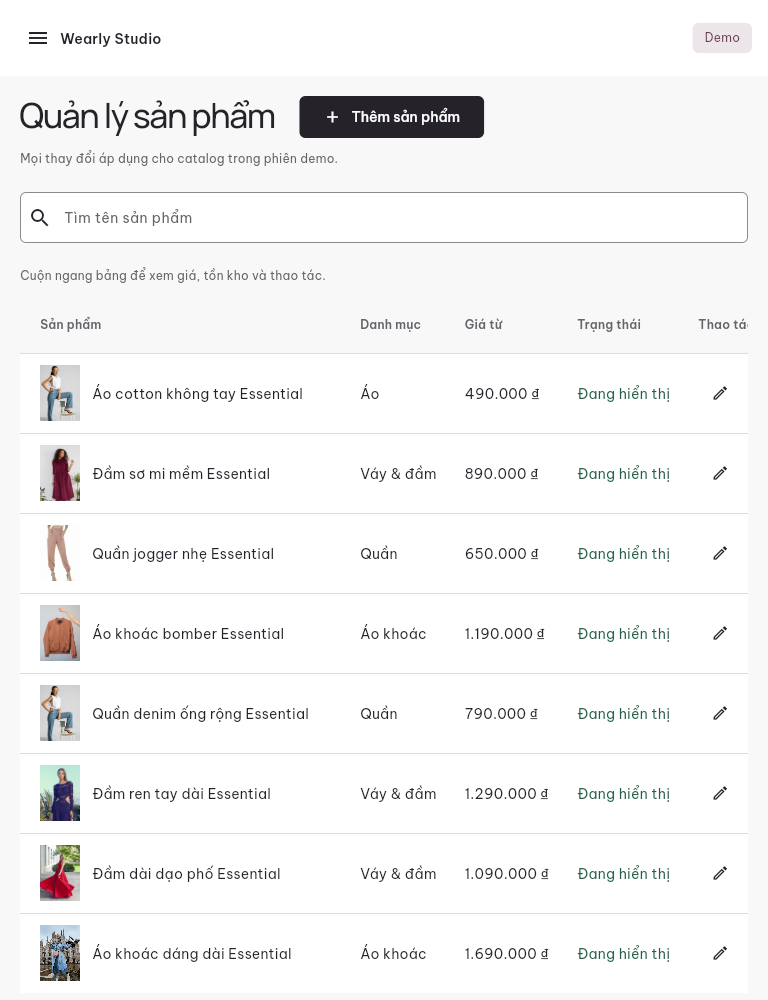 Wearly Studio
Demo
Quản lý sản phẩm
Thêm sản phẩm
Mọi thay đổi áp dụng cho catalog trong phiên demo.
Tìm tên sản phẩm
Cuộn ngang bảng để xem giá, tồn kho và thao tác.
Sản phẩm Danh mục Giá từ Trạng thái Thao tác
Áo cotton không tay Essential Áo 490.000 ₫ Đang hiển thị
Đầm sơ mi mềm Essential Váy & đầm 890.000 ₫ Đang hiển thị
Quần jogger nhẹ Essential Quần 650.000 ₫ Đang hiển thị
Áo khoác bomber Essential Áo khoác 1.190.000 ₫ Đang hiển thị
Quần denim ống rộng Essential Quần 790.000 ₫ Đang hiển thị
Đầm ren tay dài Essential Váy & đầm 1.290.000 ₫ Đang hiển thị
Đầm dài dạo phố Essential Váy & đầm 1.090.000 ₫ Đang hiển thị
Áo khoác dáng dài Essential Áo khoác 1.690.000 ₫ Đang hiển thị